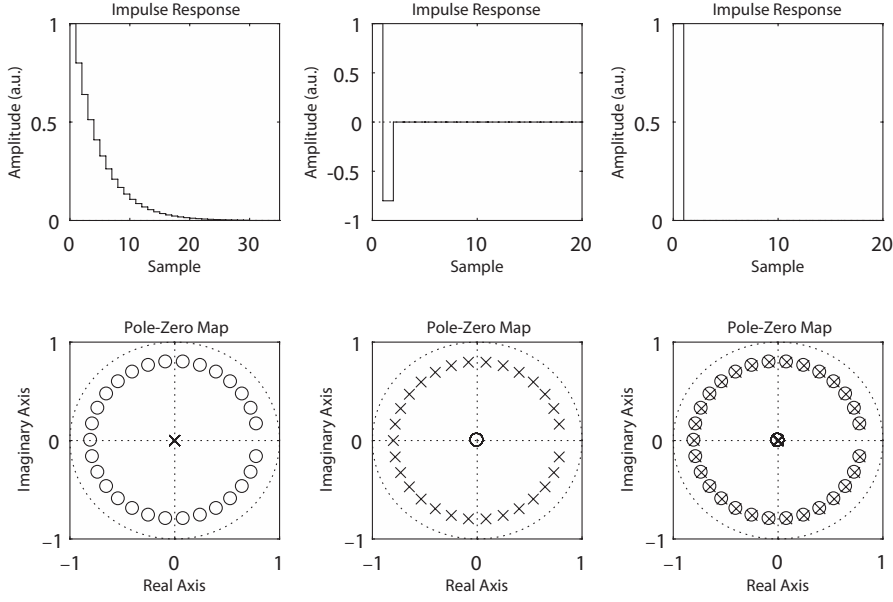 Impulse Response
1
0.5
0
Amplitude (a.u.)
0 10 20 30
Sample
Impulse Response
1
0.5
0
-0.5
-1
Amplitude (a.u.)
0 10 20
Sample
Impulse Response
1
0.5
0
Amplitude (a.u.)
0 10 20
Sample
Pole-Zero Map
1
0
−1
Imaginary Axis
−1 0 1
Real Axis
Pole-Zero Map
1
0
−1
Imaginary Axis
−1 0 1
Real Axis
Pole-Zero Map
1
0
−1
Imaginary Axis
−1 0 1
Real Axis